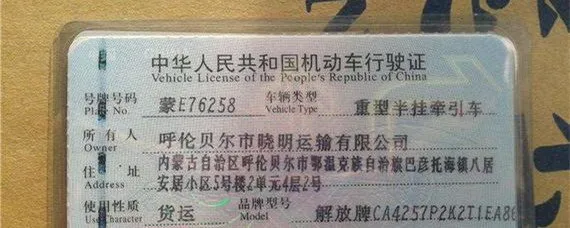 中华人民共和国机动车行驶证
Vehicle License of the People's Republic of China
号牌号码 蒙E76258 车辆类型 重型半挂牵引车
Plate No. Vehicle Type
所有人 呼伦贝尔市晓明运输有限公司
Owner
住址 内蒙古自治区呼伦贝尔市鄂温克族自治旗巴彦托海镇八居
Address 安居小区5号楼2单元4层2号
使用性质 货运 品牌型号 解放牌CA4257P2K2T1EA8
Use Character Model